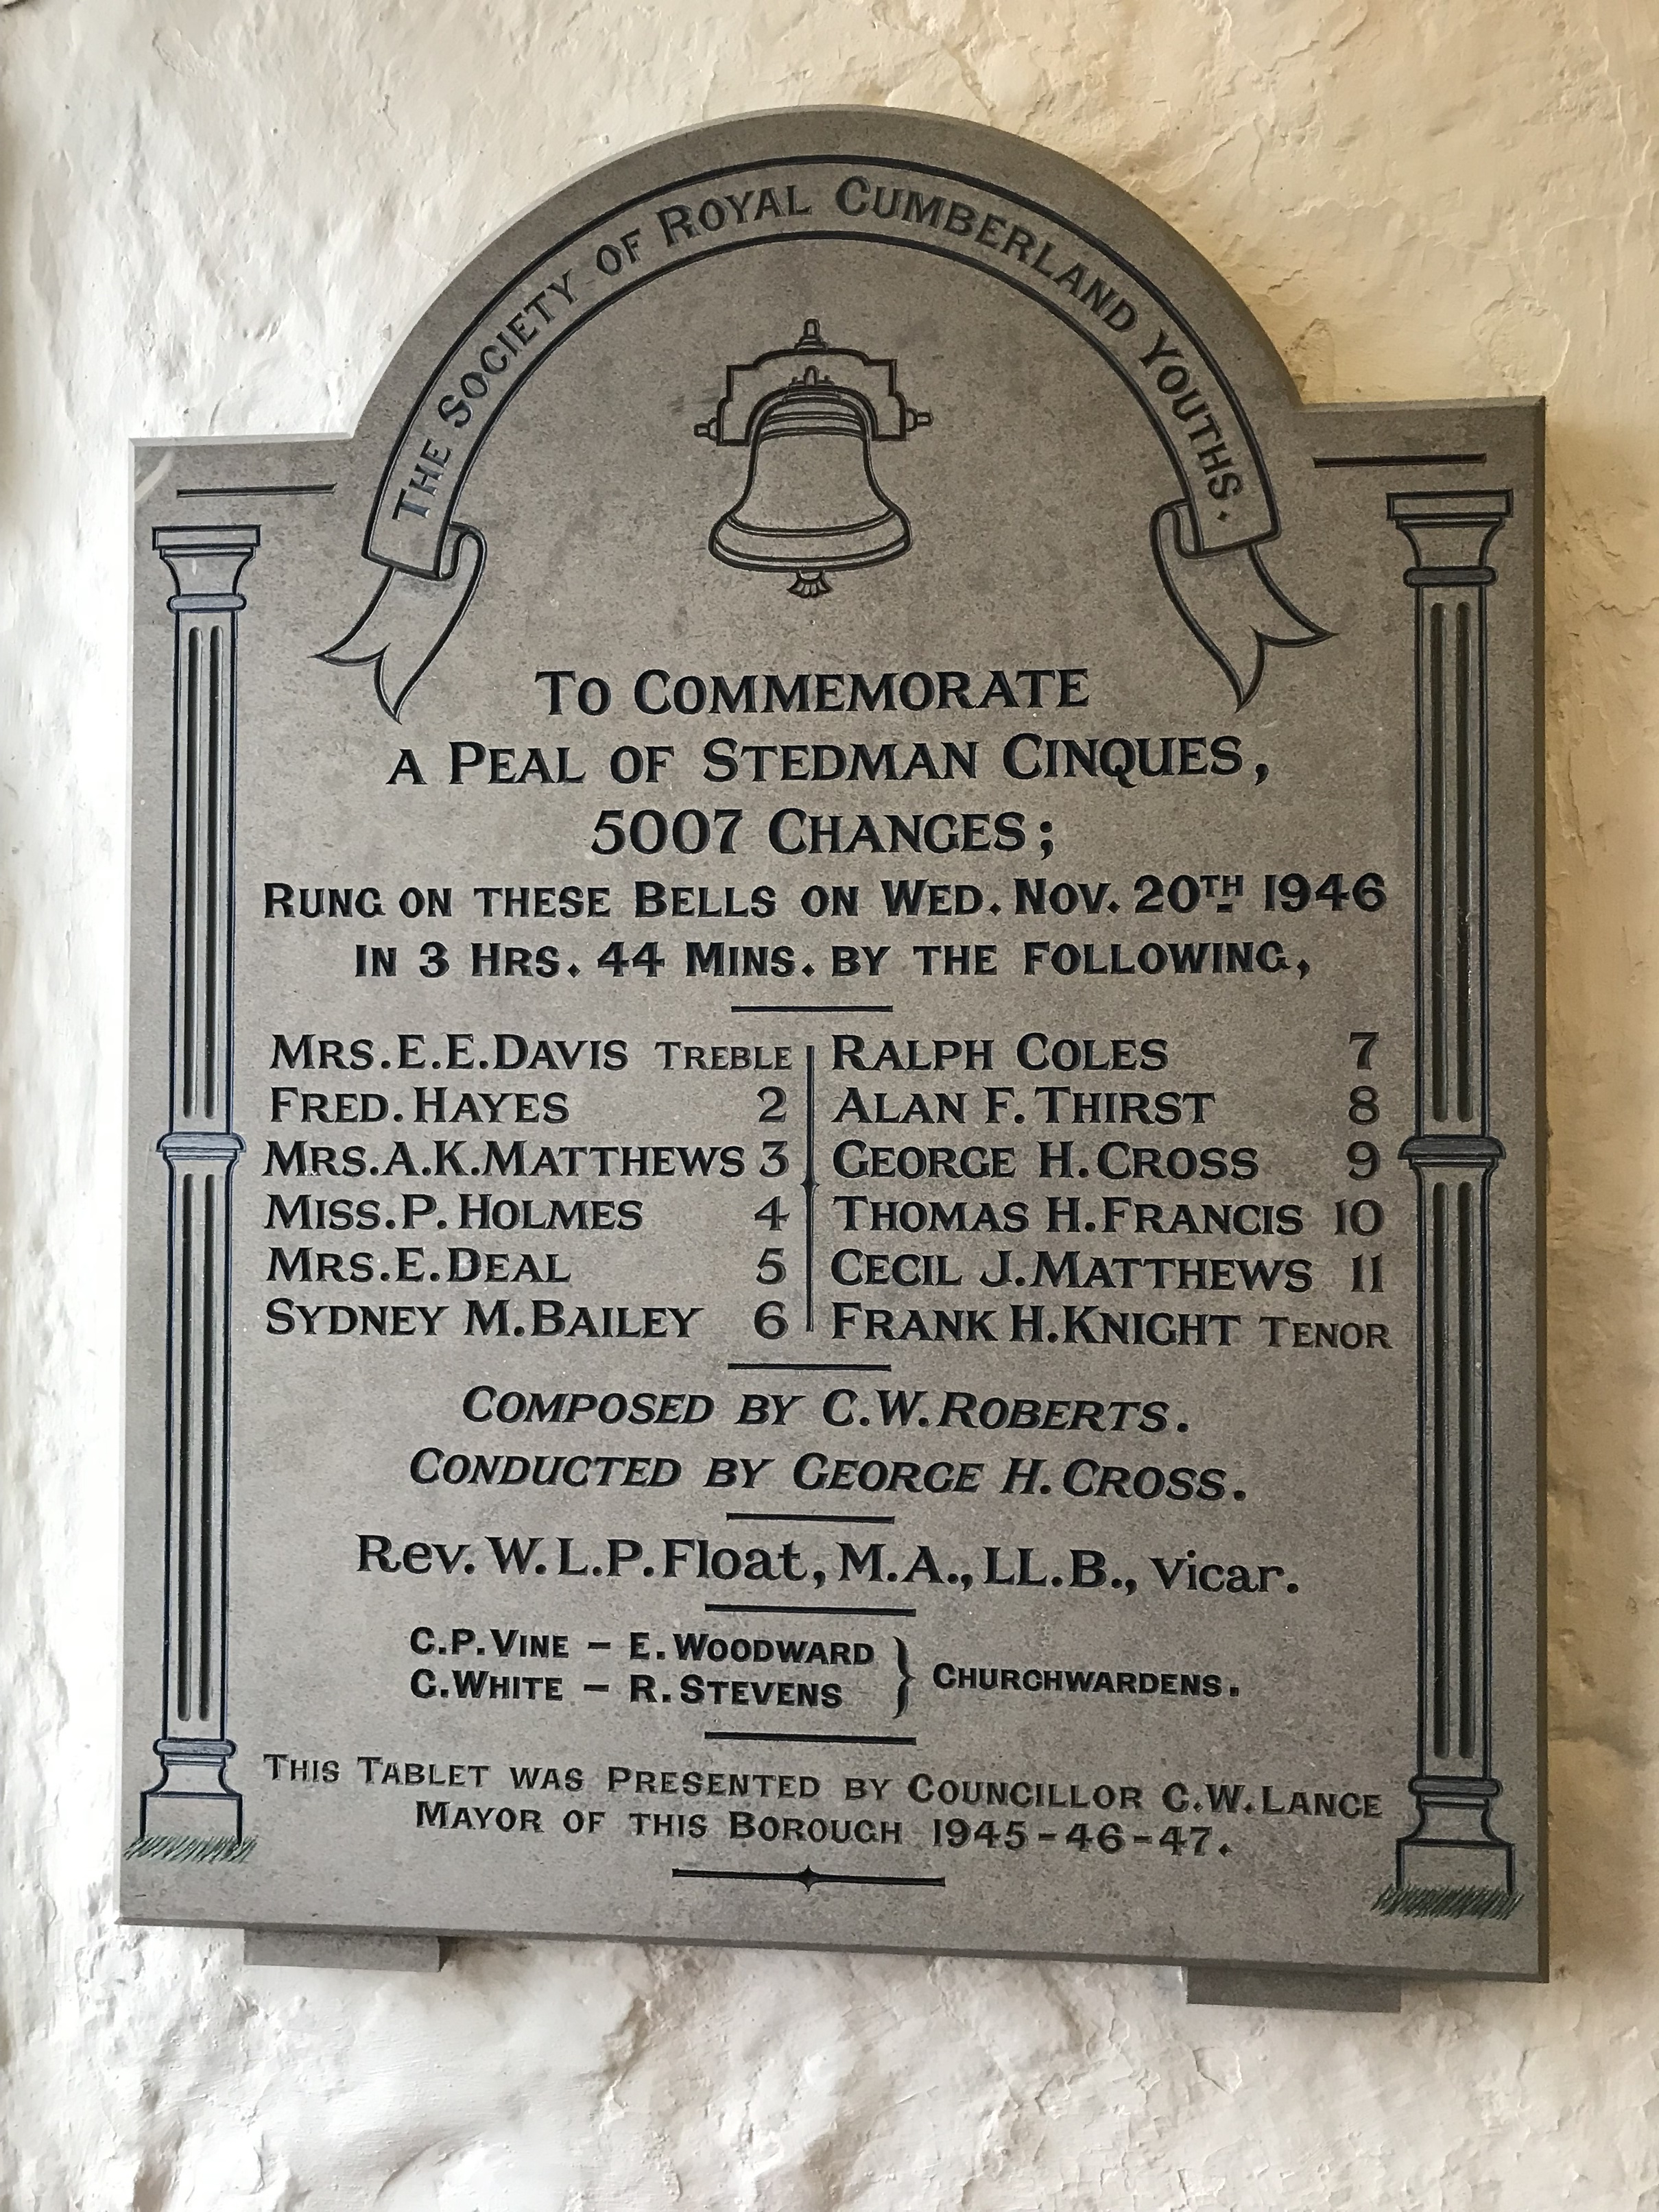 The Society of Royal Cumberland Youths.
To Commemorate
a Peal of Stedman Cinques,
5007 Changes;
Rung on these Bells on Wed. Nov. 20TH 1946
in 3 Hrs. 44 Mins. by the following,
Mrs. E. E. Davis Treble
Fred. Hayes 2
Mrs. A. K. Matthews 3
Miss. P. Holmes 4
Mrs. E. Deal 5
Sydney M. Bailey 6
Ralph Coles 7
Alan F. Thirst 8
George H. Cross 9
Thomas H. Francis 10
Cecil J. Matthews 11
Frank H. Knight Tenor
Composed by C. W. Roberts.
Conducted by George H. Cross.
Rev. W. L. P. Float, M.A., LL.B., Vicar.
C. P. Vine – E. Woodward
G. White – R. Stevens } Churchwardens.
This Tablet was Presented by Councillor C. W. Lance
Mayor of this Borough 1945-46-47.